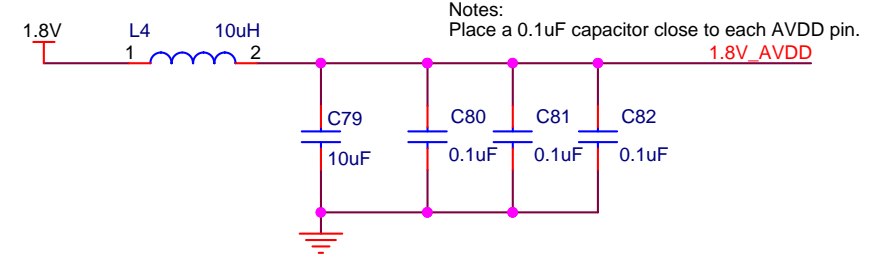 Notes:
Place a 0.1uF capacitor close to each AVDD pin.
1.8V
L4
10uH
1
2
1.8V_AVDD
C79
10uF
C80
0.1uF
C81
0.1uF
C82
0.1uF